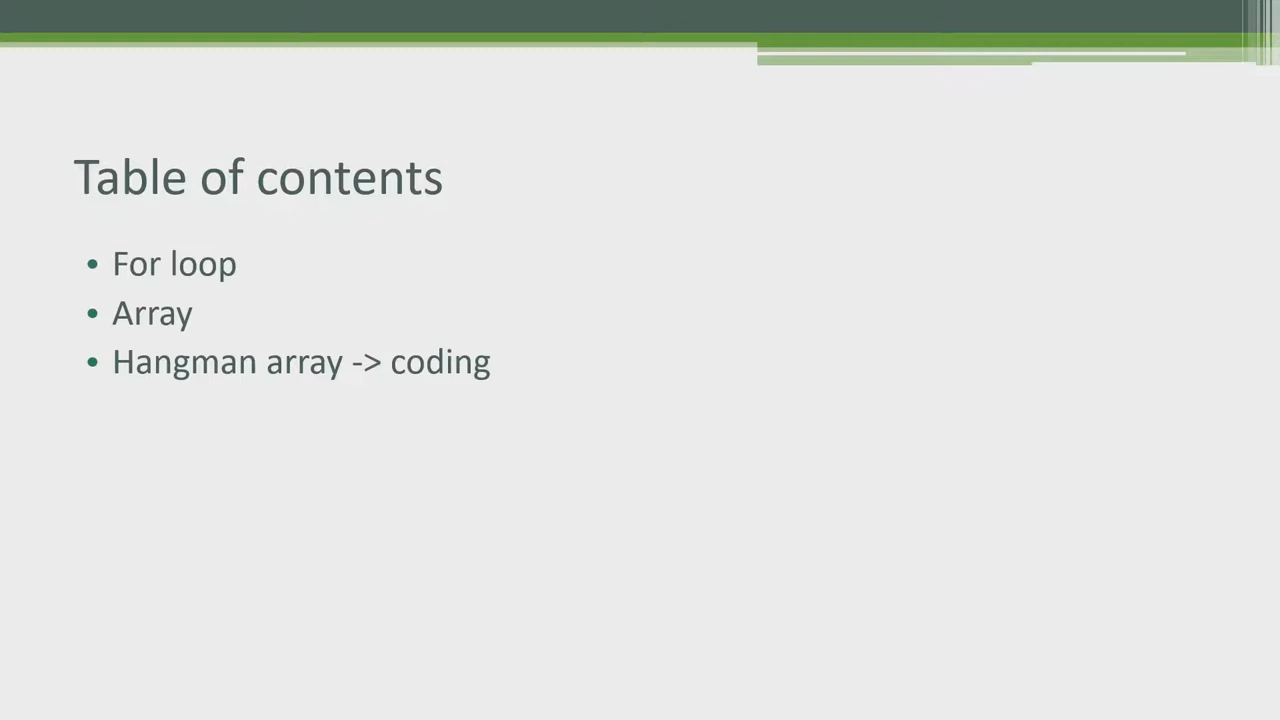 Table of contents
• For loop
• Array
• Hangman array -> coding